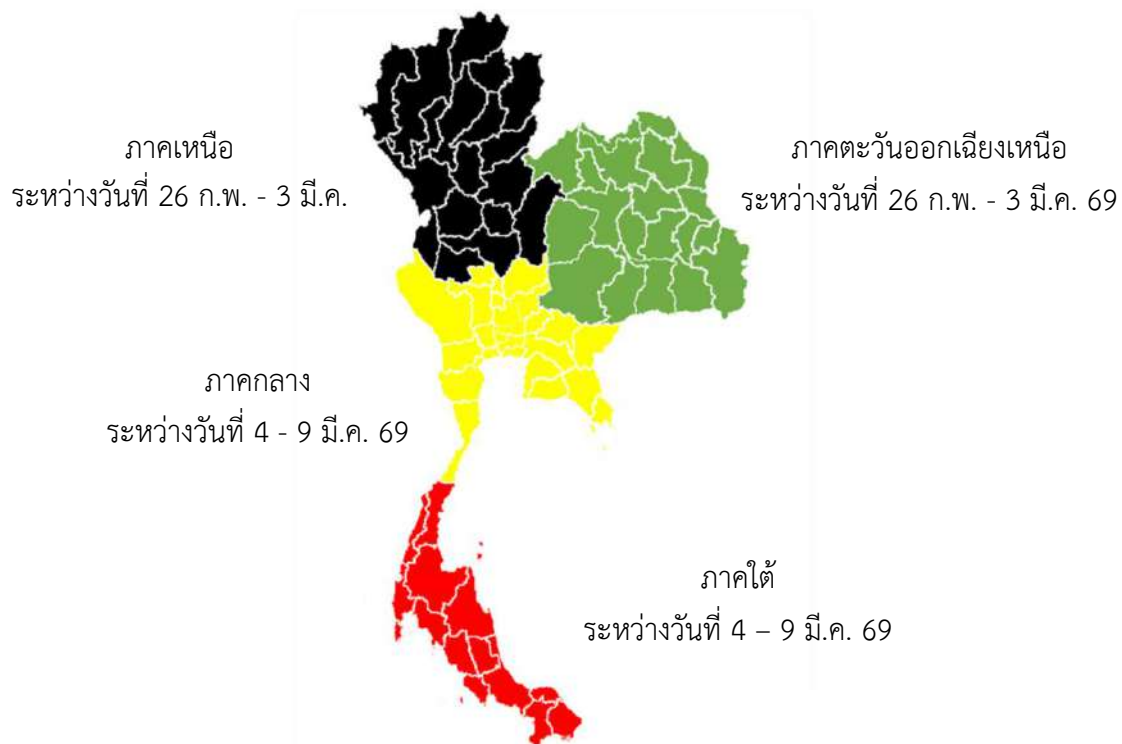 ภาคเหนือ
ระหว่างวันที่ 26 ก.พ. - 3 มี.ค.
ภาคตะวันออกเฉียงเหนือ
ระหว่างวันที่ 26 ก.พ. - 3 มี.ค. 69
ภาคกลาง
ระหว่างวันที่ 4 - 9 มี.ค. 69
ภาคใต้
ระหว่างวันที่ 4 – 9 มี.ค. 69